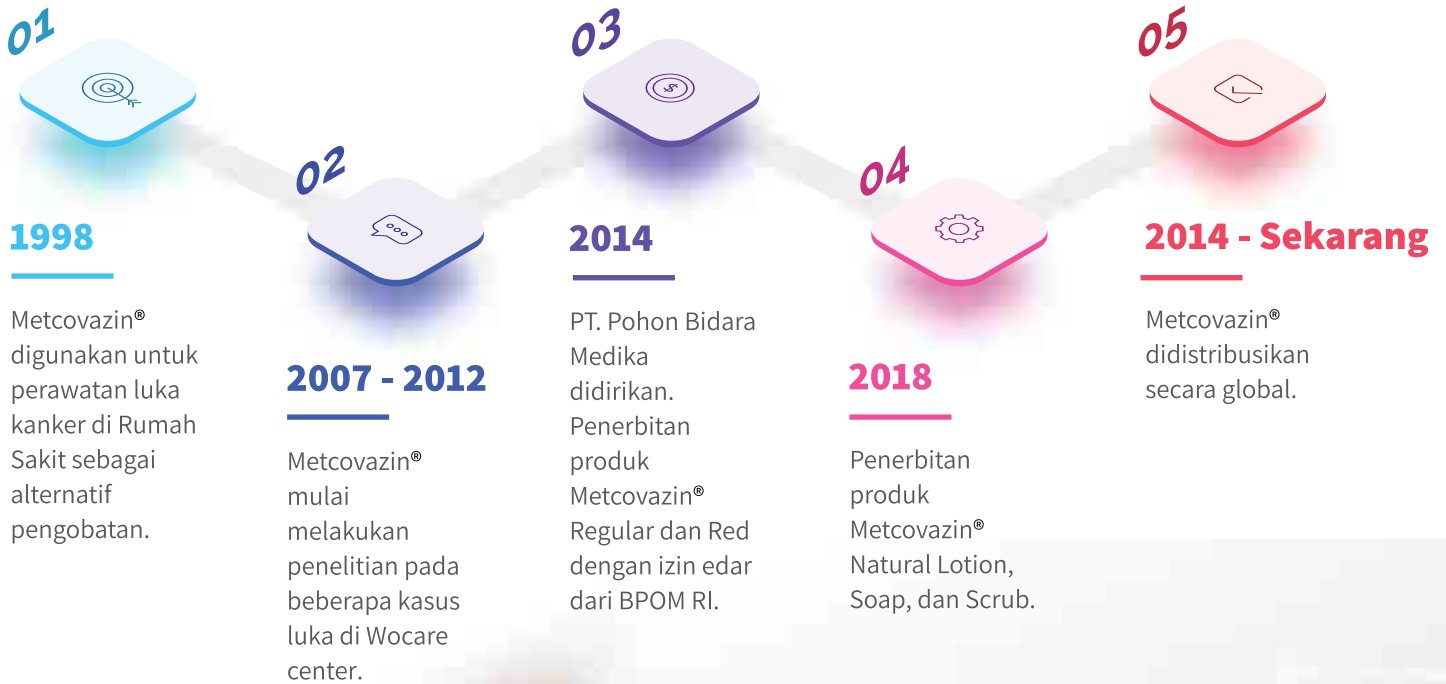 01
1998
Metcovazin®
digunakan untuk
perawatan luka
kanker di Rumah
Sakit sebagai
alternatif
pengobatan.
02
2007 - 2012
Metcovazin®
mulai
melakukan
penelitian pada
beberapa kasus
luka di Wocare
center.
03
2014
PT. Pohon Bidara
Medika
didirikan.
Penerbitan
produk
Metcovazin®
Regular dan Red
dengan izin edar
dari BPOM RI.
04
2018
Penerbitan
produk
Metcovazin®
Natural Lotion,
Soap, dan Scrub.
05
2014 - Sekarang
Metcovazin®
didistribusikan
secara global.